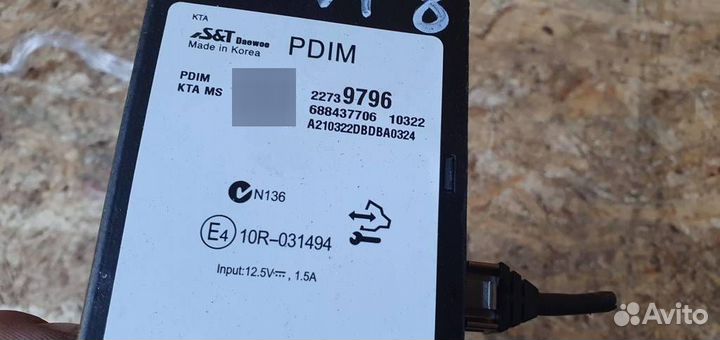 KTA
S&T Daewoo
Made in Korea
PDIM
PDIM
KTA MS
22739796
688437706 10322
A210322DBDBA0324
N136
E4 10R-031494
Input:12.5V⎓, 1.5A
Avito